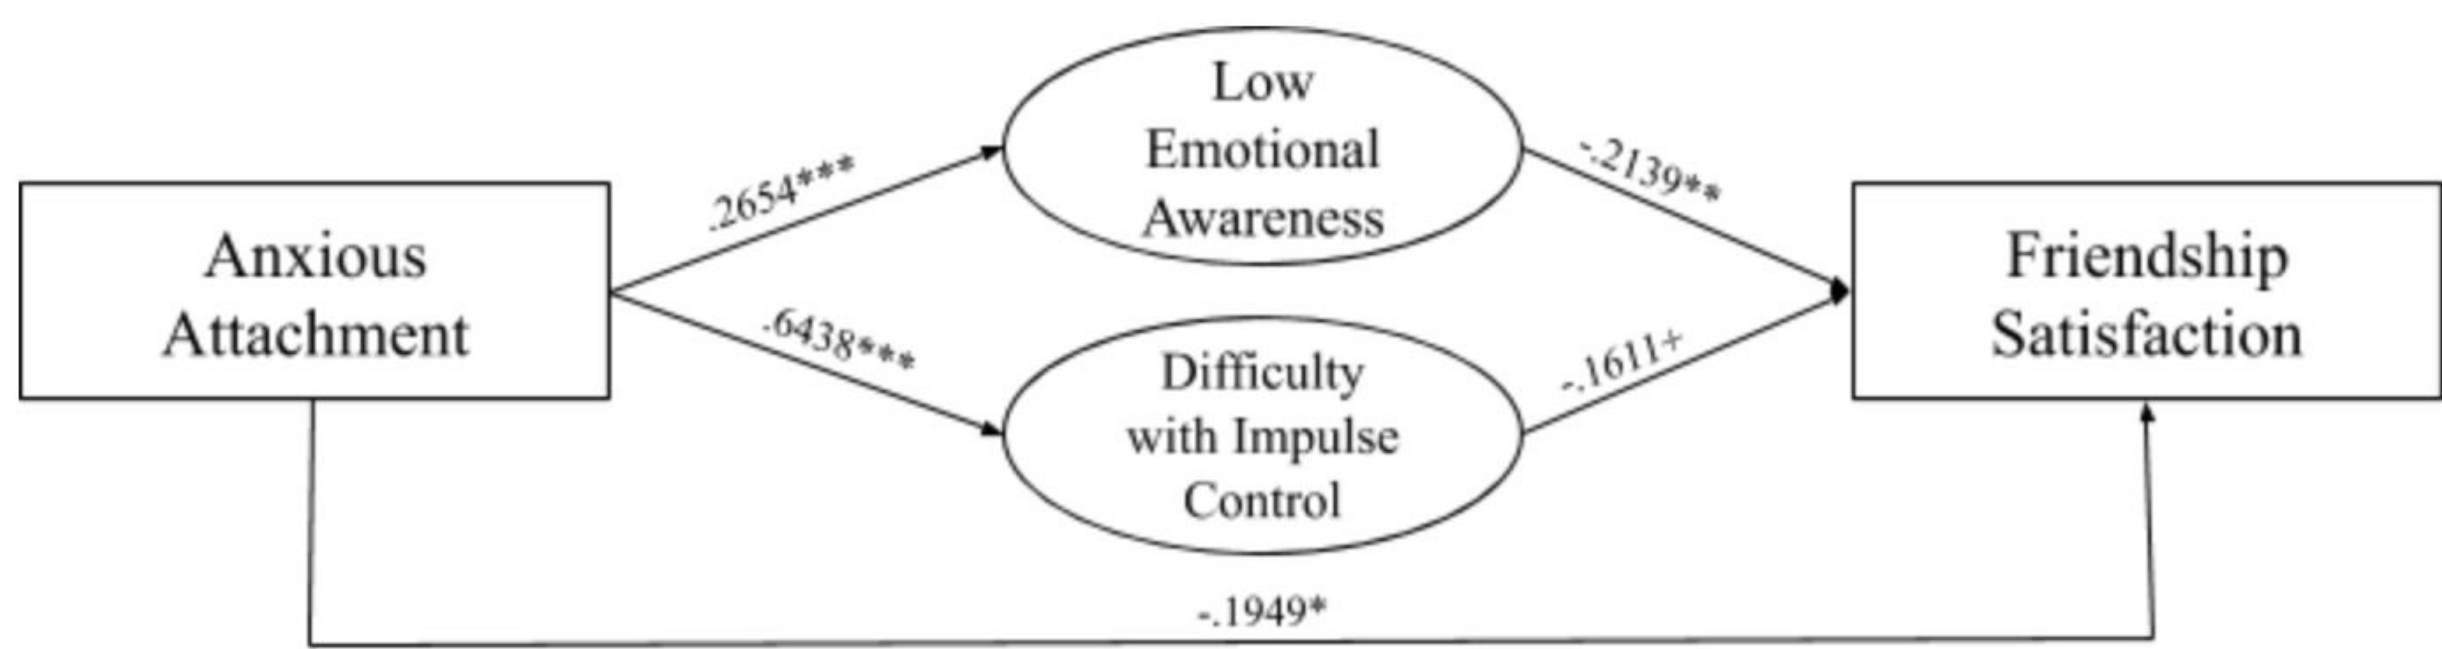 Anxious
Attachment
.2654***
.6438***
Low
Emotional
Awareness
Difficulty
with Impulse
Control
-.2139**
-.1611+
Friendship
Satisfaction
-.1949*